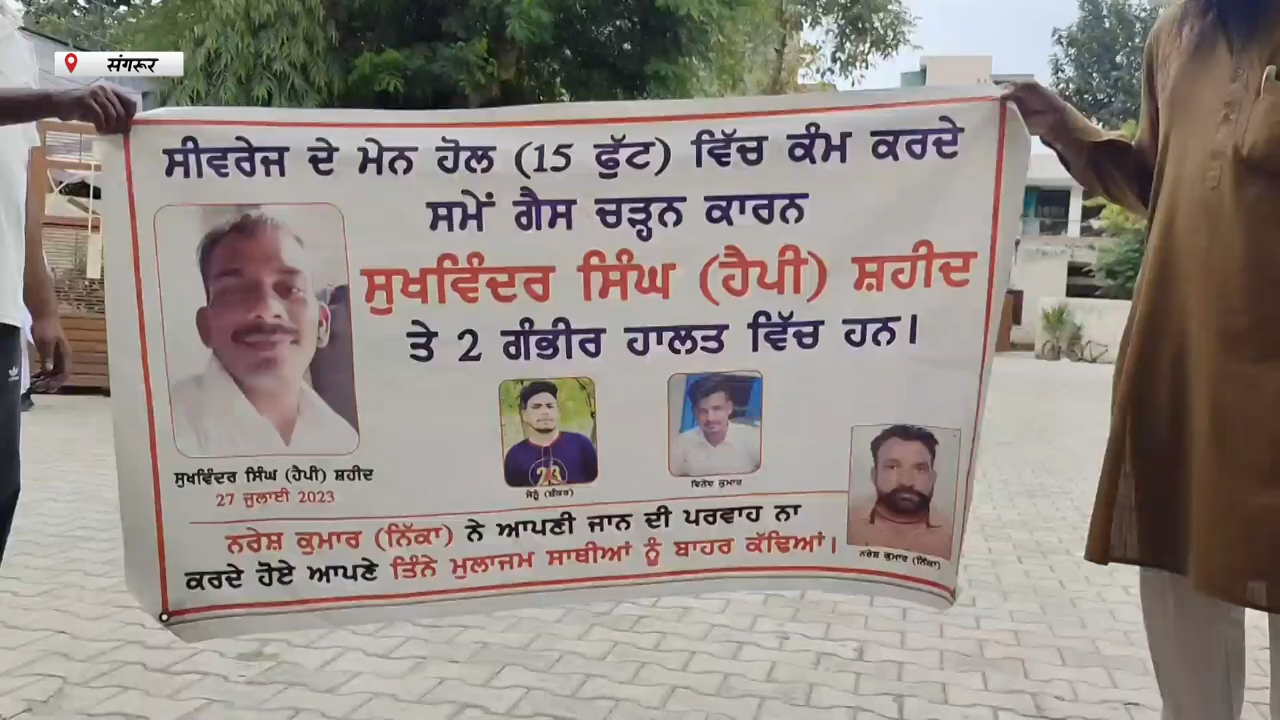 संगरूर
ਸੀਵਰੇਜ ਦੇ ਮੇਨ ਹੋਲ (15 ਫੁੱਟ) ਵਿੱਚ ਕੰਮ ਕਰਦੇ
ਸਮੇਂ ਗੈਸ ਚੜ੍ਹਨ ਕਾਰਨ
ਸੁਖਵਿੰਦਰ ਸਿੰਘ (ਹੈਪੀ) ਸ਼ਹੀਦ
ਤੇ 2 ਗੰਭੀਰ ਹਾਲਤ ਵਿੱਚ ਹਨ।
ਸੁਖਵਿੰਦਰ ਸਿੰਘ (ਹੈਪੀ) ਸ਼ਹੀਦ
27 ਜੁਲਾਈ 2023
ਵਿਨੋਦ ਕੁਮਾਰ
ਨਰੇਸ਼ ਕੁਮਾਰ (ਨਿੱਕਾ)
ਨਰੇਸ਼ ਕੁਮਾਰ (ਨਿੱਕਾ) ਨੇ ਆਪਣੀ ਜਾਨ ਦੀ ਪਰਵਾਹ ਨਾ
ਕਰਦੇ ਹੋਏ ਆਪਣੇ ਤਿੰਨੇ ਮੁਲਾਜਮ ਸਾਥੀਆਂ ਨੂੰ ਬਾਹਰ ਕੱਢਿਆਂ।